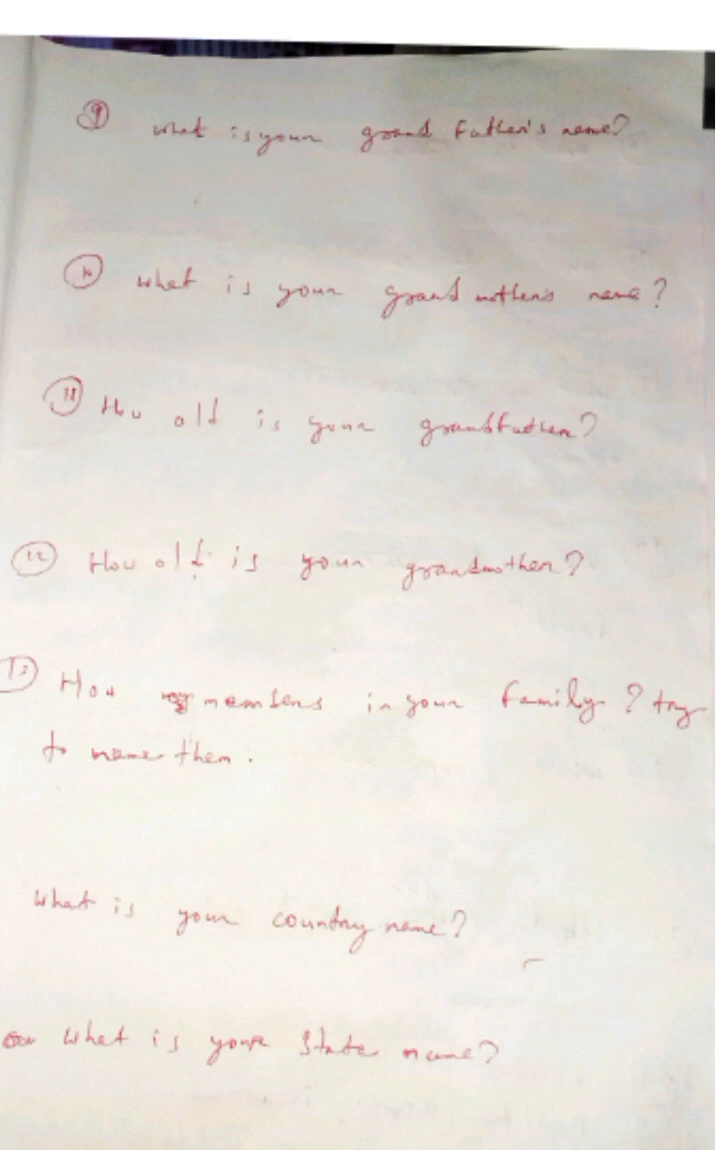 9 What is your grand Father's name?
10 What is your grand mother's name?
11 How old is your grandfather?
12 How old is your grandmother?
13 How members in your family? try
to name them.
What is your country name?
What is your State name?